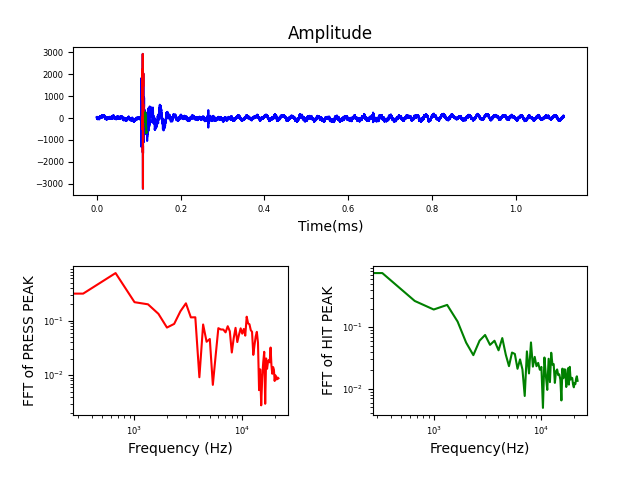 Amplitude
3000
2000
1000
0
−1000
−2000
−3000
0.0 0.2 0.4 0.6 0.8 1.0
Time(ms)
FFT of PRESS PEAK
10⁻¹
10⁻²
10³ 10⁴
Frequency (Hz)
FFT of HIT PEAK
10⁻¹
10⁻²
10³ 10⁴
Frequency(Hz)